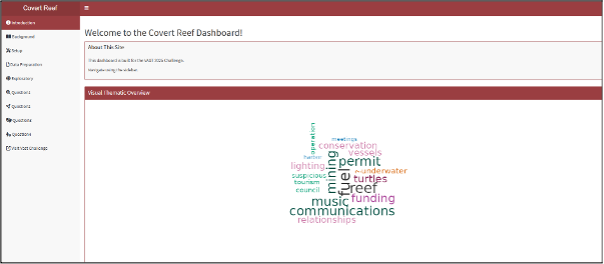 Covert Reef
Introduction
Background
Setup
Data Preparation
Exploratory
Question1
Question2
Question3
Question4
Visit Vast Challenge
Welcome to the Covert Reef Dashboard!
About This Site
This dashboard is built for the VAST 2025 Challenge.
Navigate using the sidebar.
Visual Thematic Overview
operation
meetings
conservation
harbor
vessels
permit
lighting
mining
fuel
underwater
suspicious
turtles
tourism
reef
council
funding
music
communications
relationships